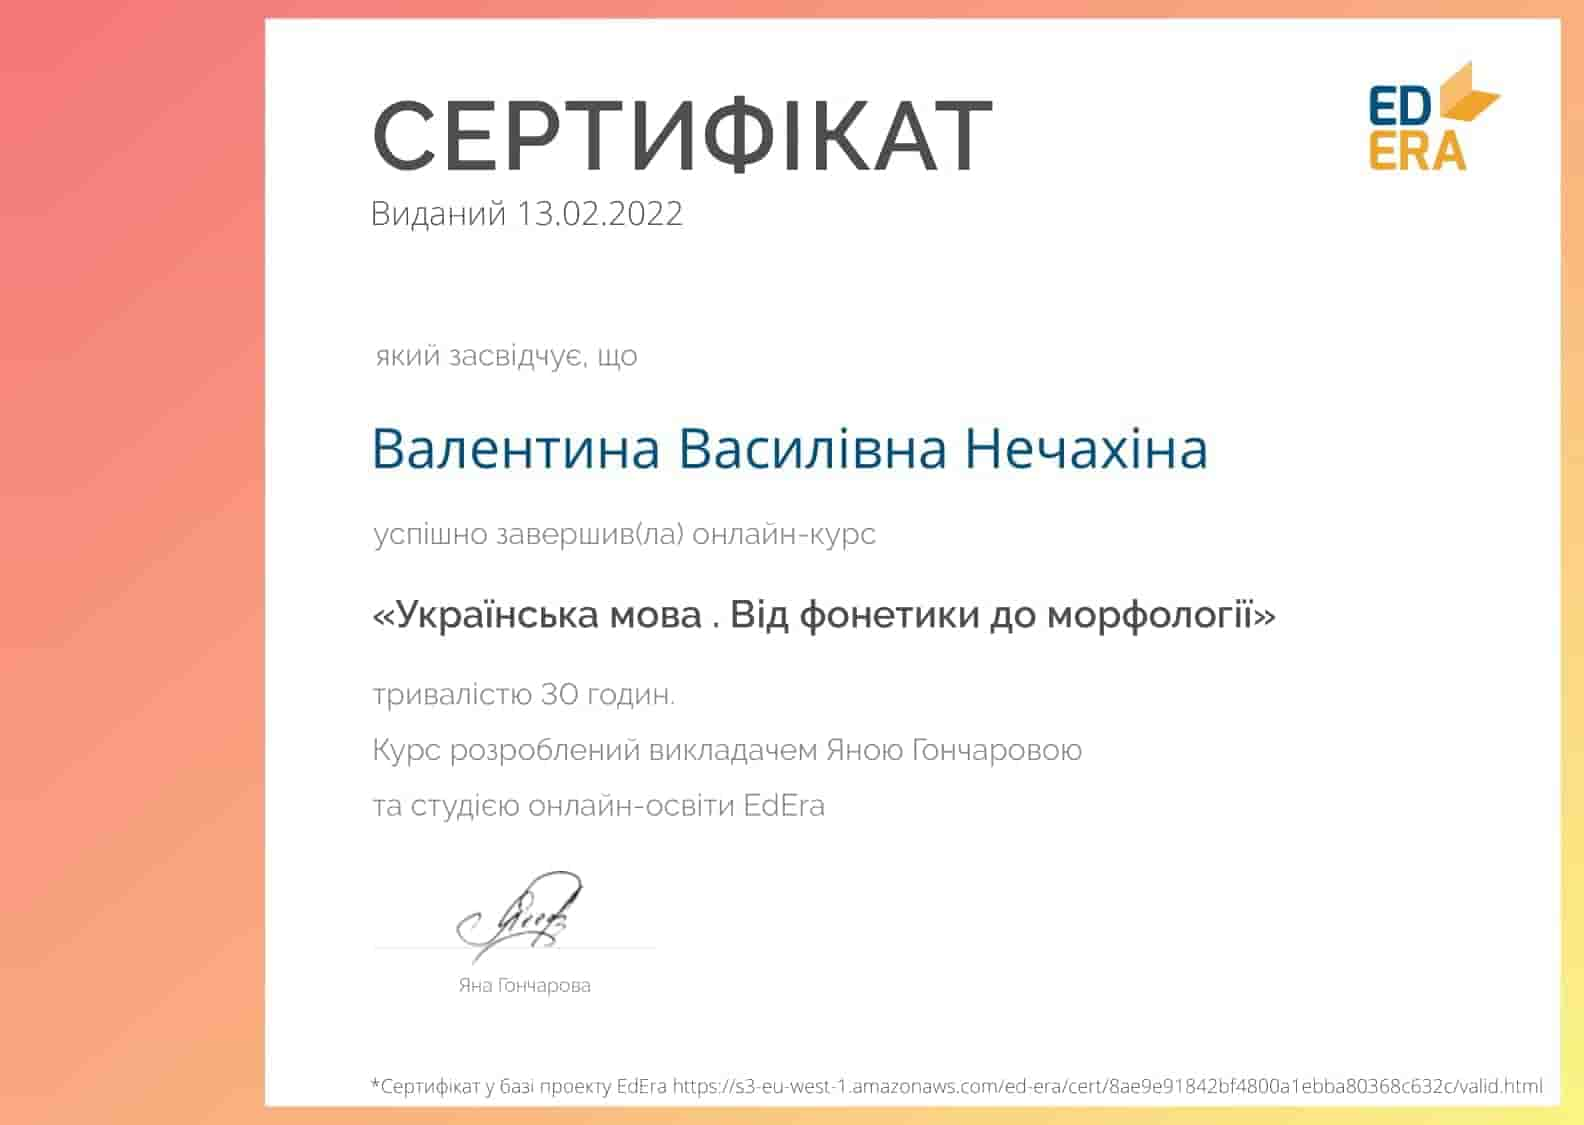 СЕРТИФІКАТ
ED
ERA
Виданий 13.02.2022
який засвідчує, що
Валентина Василівна Нечахіна
успішно завершив(ла) онлайн-курс
«Українська мова . Від фонетики до морфології»
тривалістю 30 годин.
Курс розроблений викладачем Яною Гончаровою
та студією онлайн-освіти EdEra
Яна Гончарова
*Сертифікат у базі проекту EdEra https://s3-eu-west-1.amazonaws.com/ed-era/cert/8ae9e91842bf4800a1ebba80368c632c/valid.html